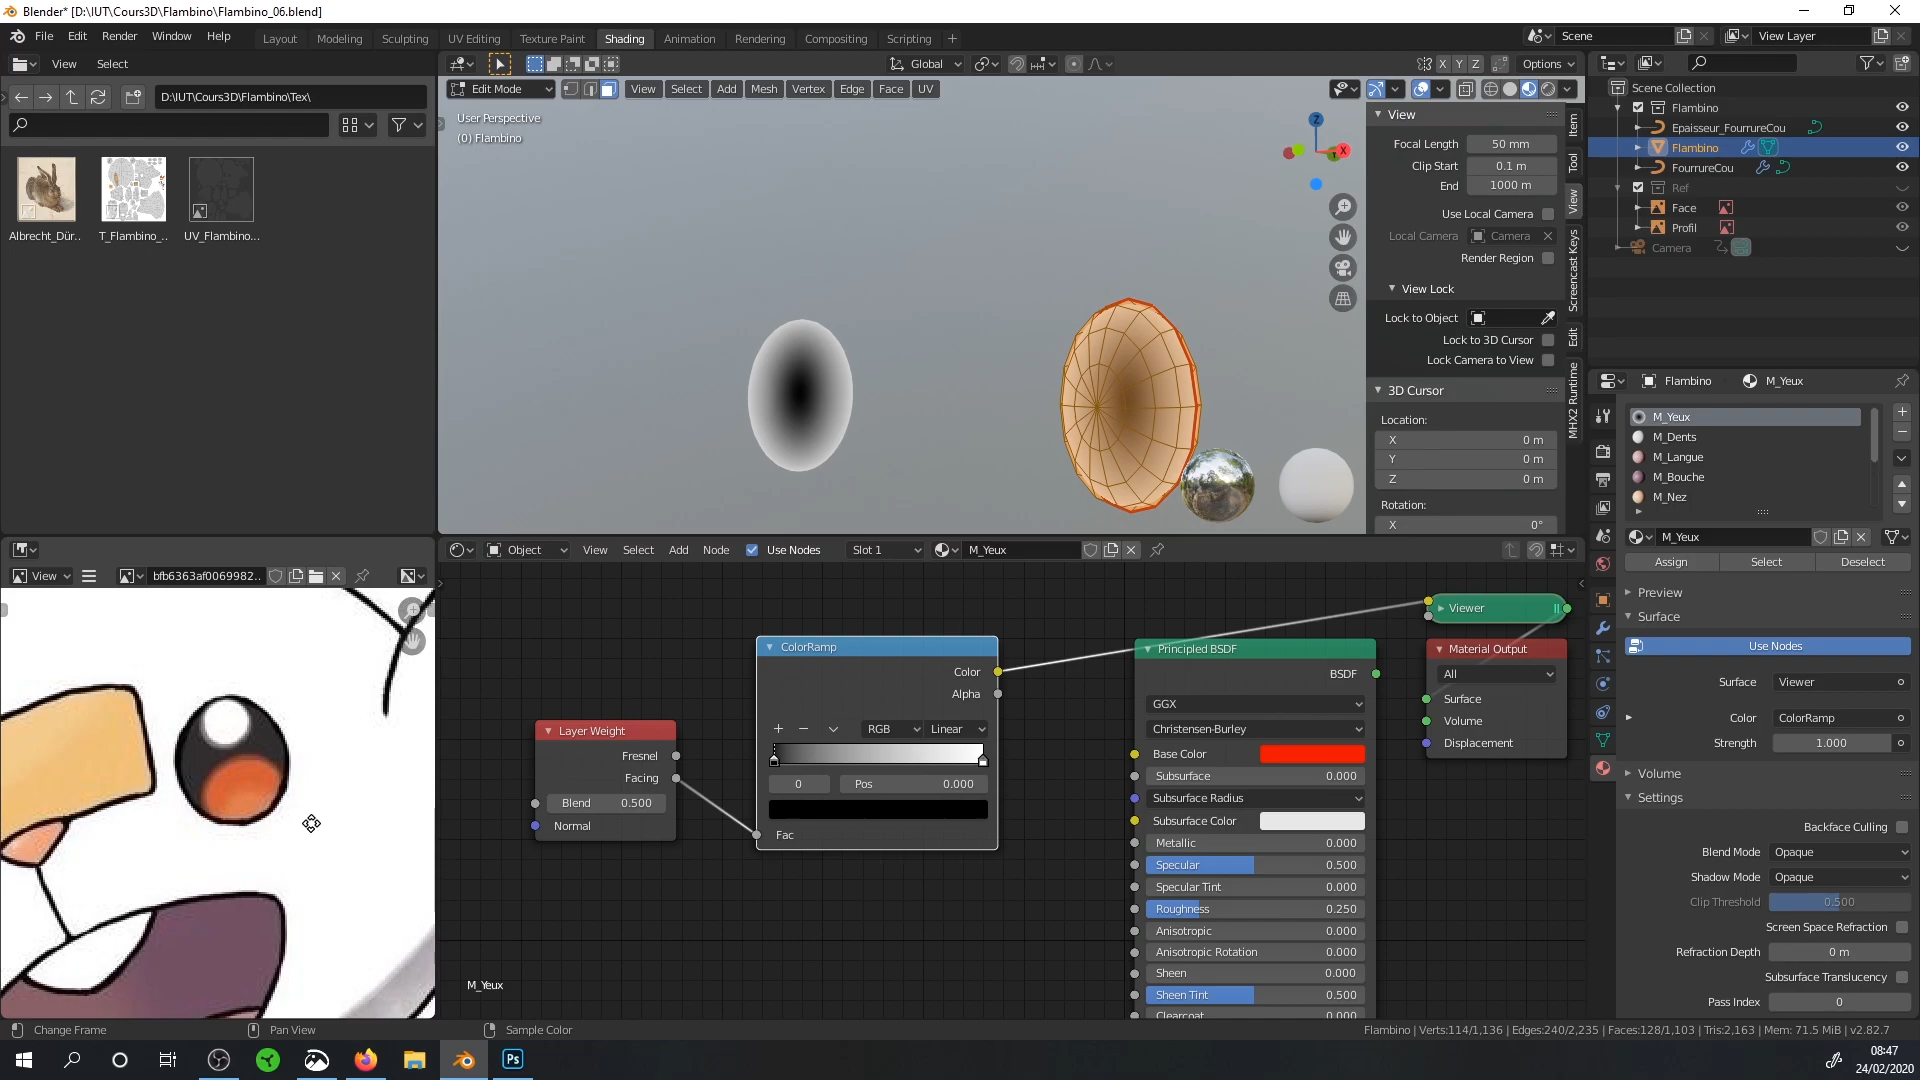 Blender* [D:\IUT\Cours3D\Flambino\Flambino_06.blend]
File Edit Render Window Help Layout Modeling Sculpting UV Editing Texture Paint Shading Animation Rendering Compositing Scripting Scene View Layer
View Select Global X Y Z Options
D:\IUT\Cours3D\Flambino\Tex\
Edit Mode View Select Add Mesh Vertex Edge Face UV
User Perspective
(0) Flambino
Albrecht_Dür..
T_Flambino_..
UV_Flambino...
Z
X
View
Focal Length 50 mm
Clip Start 0.1 m
End 1000 m
Use Local Camera
Local Camera Camera
Render Region
View Lock
Lock to Object
Lock to 3D Cursor
Lock Camera to View
3D Cursor
Location:
X 0 m
Y 0 m
Z 0 m
Rotation:
X 0°
Item
Tool
View
Screencast Keys
Edit
MHX2 Runtime
Scene Collection
Flambino
Epaisseur_FourrureCou
Flambino
FourrureCou
Ref
Face
Profil
Camera
Flambino M_Yeux
M_Yeux
M_Dents
M_Langue
M_Bouche
M_Nez
M_Yeux
Assign Select Deselect
Preview
Surface
Use Nodes
Surface Viewer
Color ColorRamp
Strength 1.000
Volume
Settings
Backface Culling
Blend Mode Opaque
Shadow Mode Opaque
Clip Threshold 0.500
Screen Space Refraction
Refraction Depth 0 m
Subsurface Translucency
Pass Index 0
View bfb6363af0069982..
Object View Select Add Node Use Nodes Slot 1 M_Yeux
Layer Weight
Fresnel
Facing
Blend 0.500
Normal
ColorRamp
Color
Alpha
RGB Linear
0 Pos 0.000
Fac
Principled BSDF
BSDF
GGX
Christensen-Burley
Base Color
Subsurface 0.000
Subsurface Radius
Subsurface Color
Metallic 0.000
Specular 0.500
Specular Tint 0.000
Roughness 0.250
Anisotropic 0.000
Anisotropic Rotation 0.000
Sheen 0.000
Sheen Tint 0.500
Clearcoat 0.000
Viewer
Material Output
All
Surface
Volume
Displacement
M_Yeux
Change Frame Pan View Sample Color
Flambino | Verts:114/1,136 | Edges:240/2,235 | Faces:128/1,103 | Tris:2,163 | Mem: 71.5 MiB | v2.82.7
Ps
08:47
24/02/2020